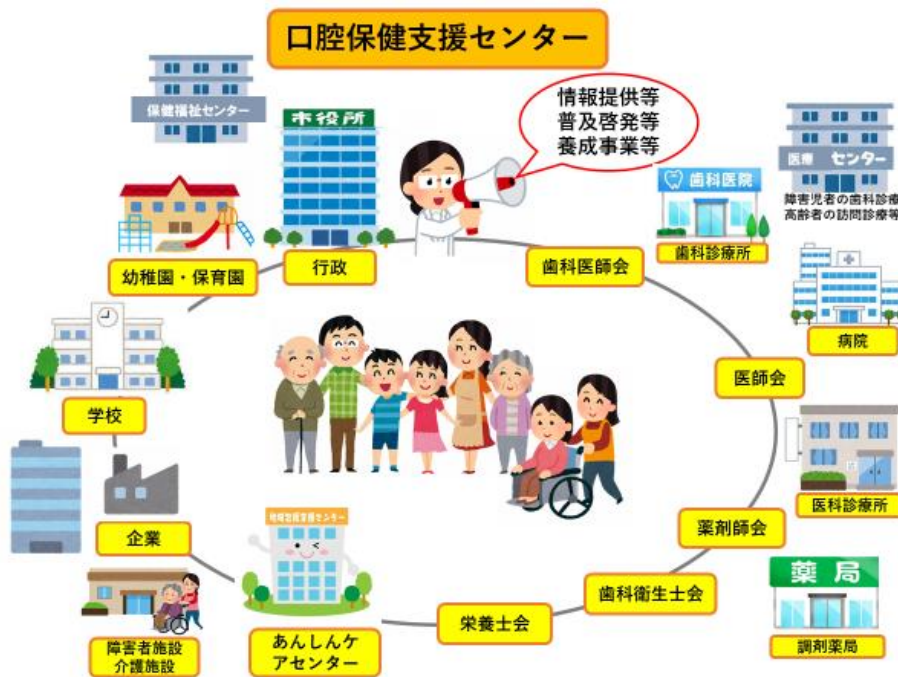 口腔保健支援センター
情報提供等
普及啓発等
養成事業等
保健福祉センター
市役所
歯科医院
医療 センター
障害児者の歯科診療
高齢者の訪問診療等
幼稚園・保育園
行政
歯科医師会
歯科診療所
病院
学校
医師会
医科診療所
企業
薬剤師会
薬局
調剤薬局
歯科衛生士会
栄養士会
あんしんケ
アセンター
障害者施設
介護施設